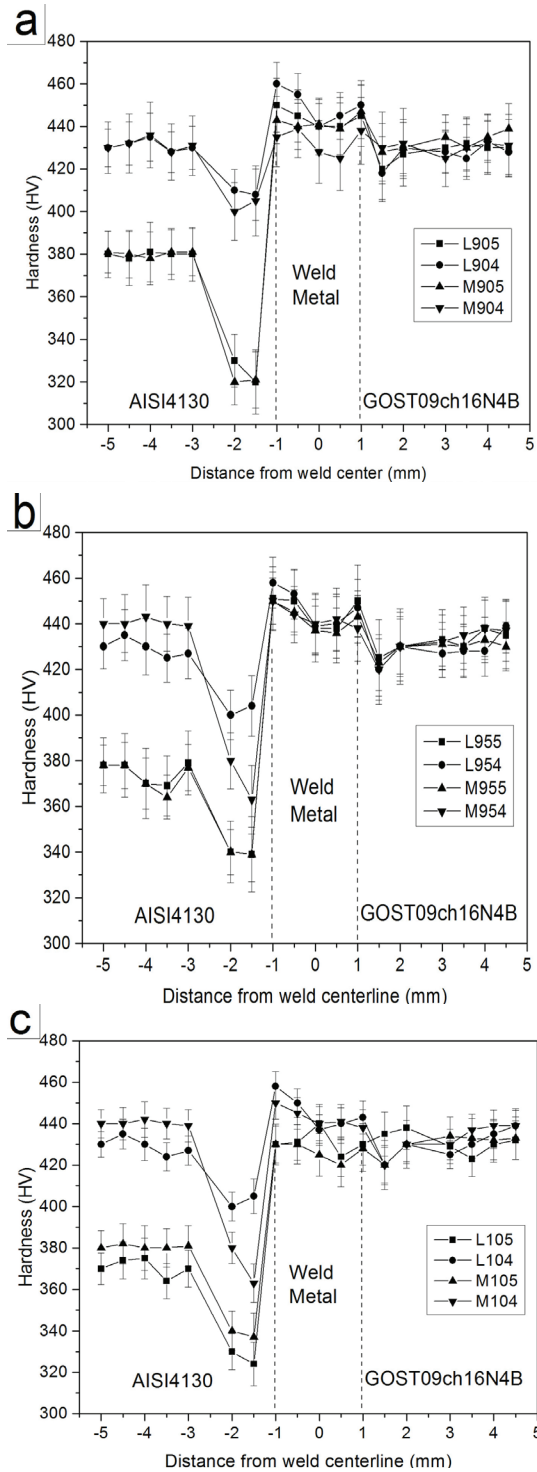 a
480
460
440
420
400
380
360
340
320
300
Hardness (HV)
L905
L904
M905
M904
Weld
Metal
AISI4130
GOST09ch16N4B
-5 -4 -3 -2 -1 0 1 2 3 4 5
Distance from weld center (mm)
b
480
460
440
420
400
380
360
340
320
300
Hardness (HV)
L955
L954
M955
M954
Weld
Metal
AISI4130
GOST09ch16N4B
-5 -4 -3 -2 -1 0 1 2 3 4 5
Distance from weld centerline (mm)
c
480
460
440
420
400
380
360
340
320
300
Hardness (HV)
L105
L104
M105
M104
Weld
Metal
AISI4130
GOST09ch16N4B
-5 -4 -3 -2 -1 0 1 2 3 4 5
Distance from weld centerline (mm)